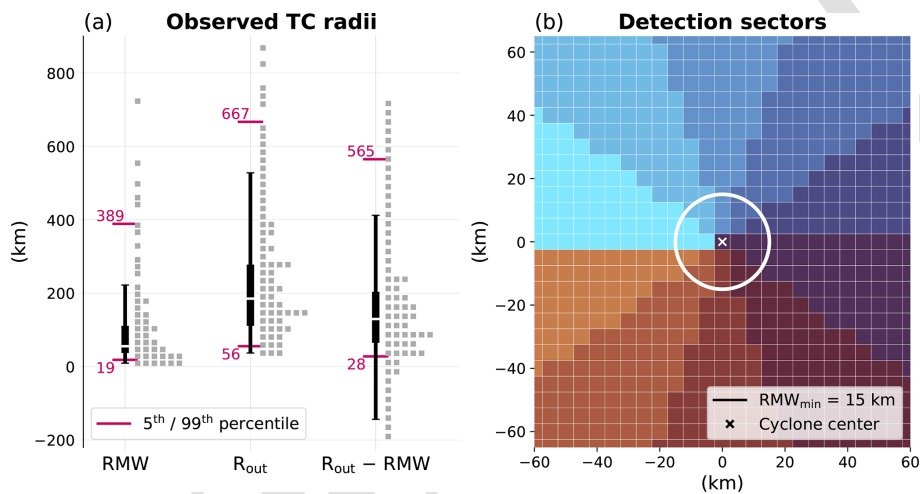 (a) Observed TC radii
(km)
800
600
400
200
0
−200
389
19
667
56
565
28
5th / 99th percentile
RMW
Rout
Rout − RMW
(b) Detection sectors
(km)
60
40
20
0
−20
−40
−60
RMWmin = 15 km
Cyclone center
−60 −40 −20 0 20 40 60
(km)